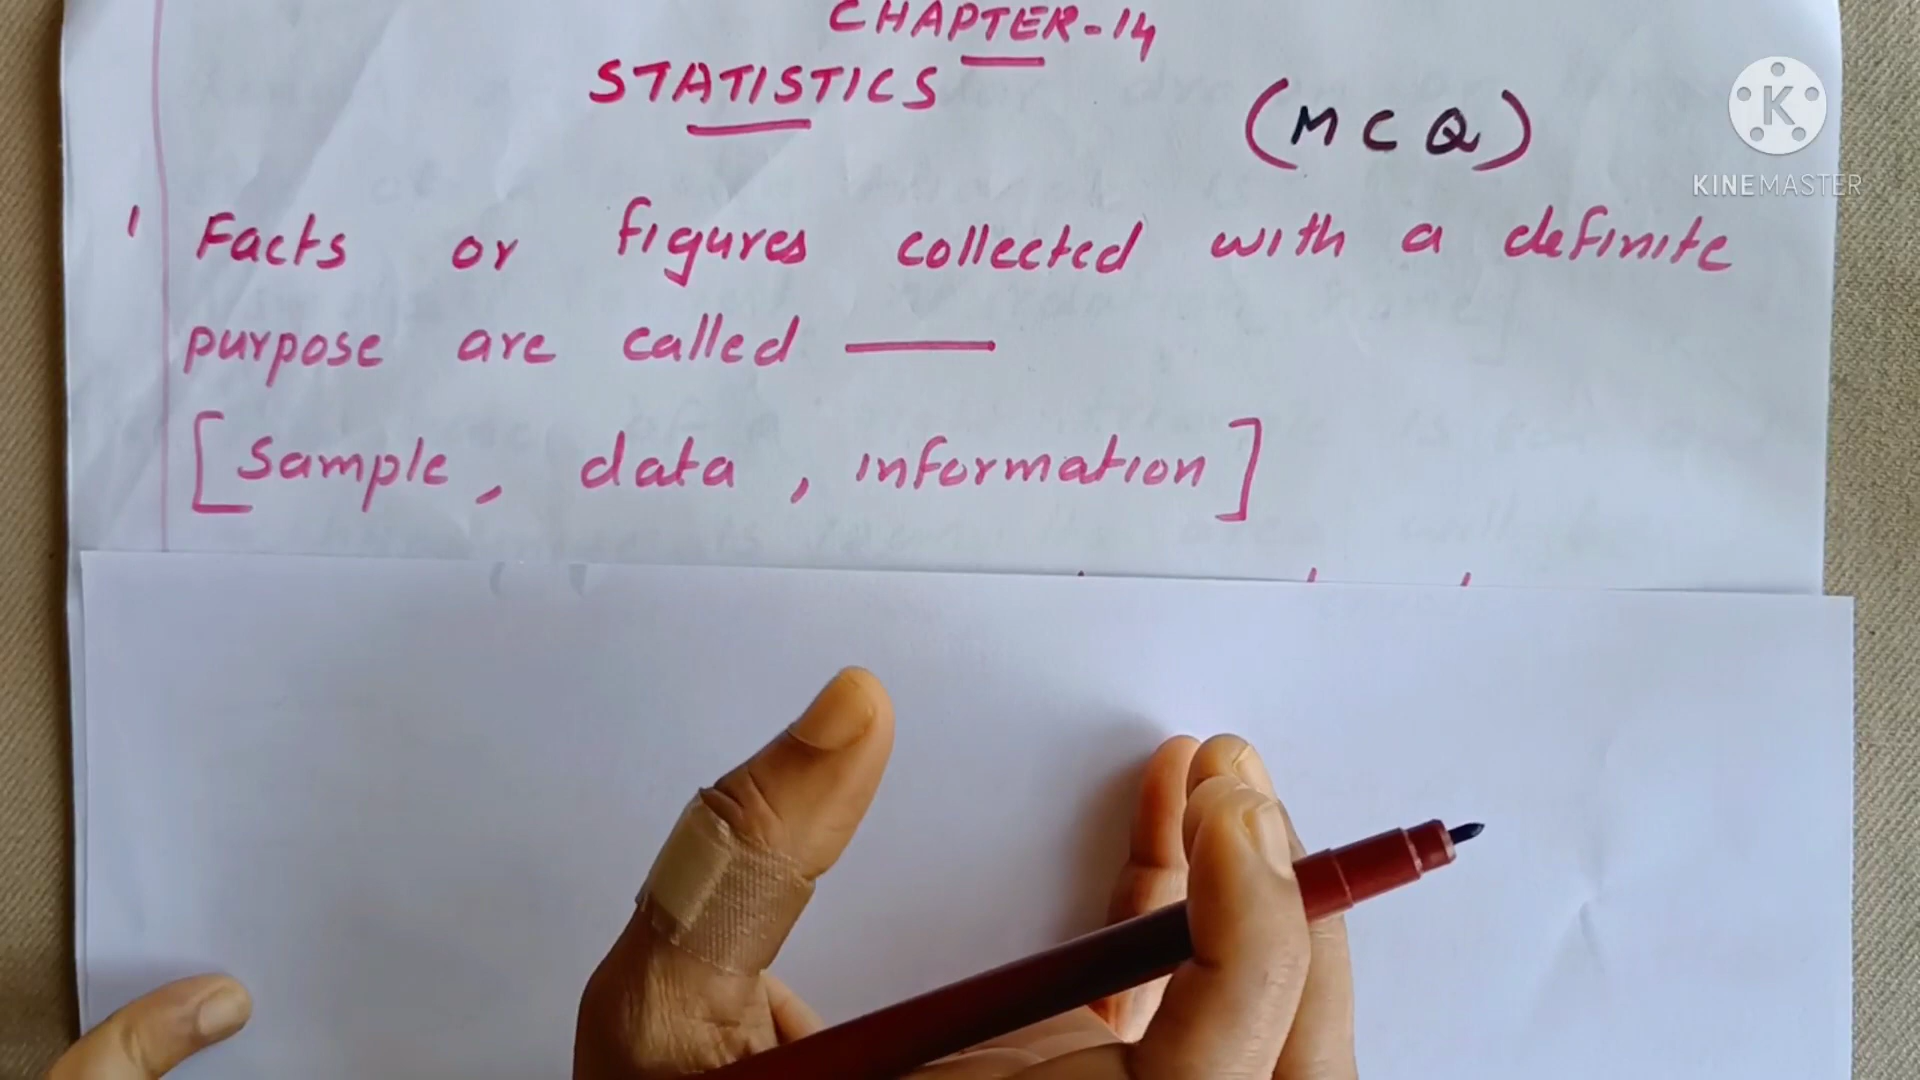 CHAPTER-14
STATISTICS
(MCQ)
K
KINEMASTER
1 Facts or figures collected with a definite
purpose are called ———
[Sample, data, information]